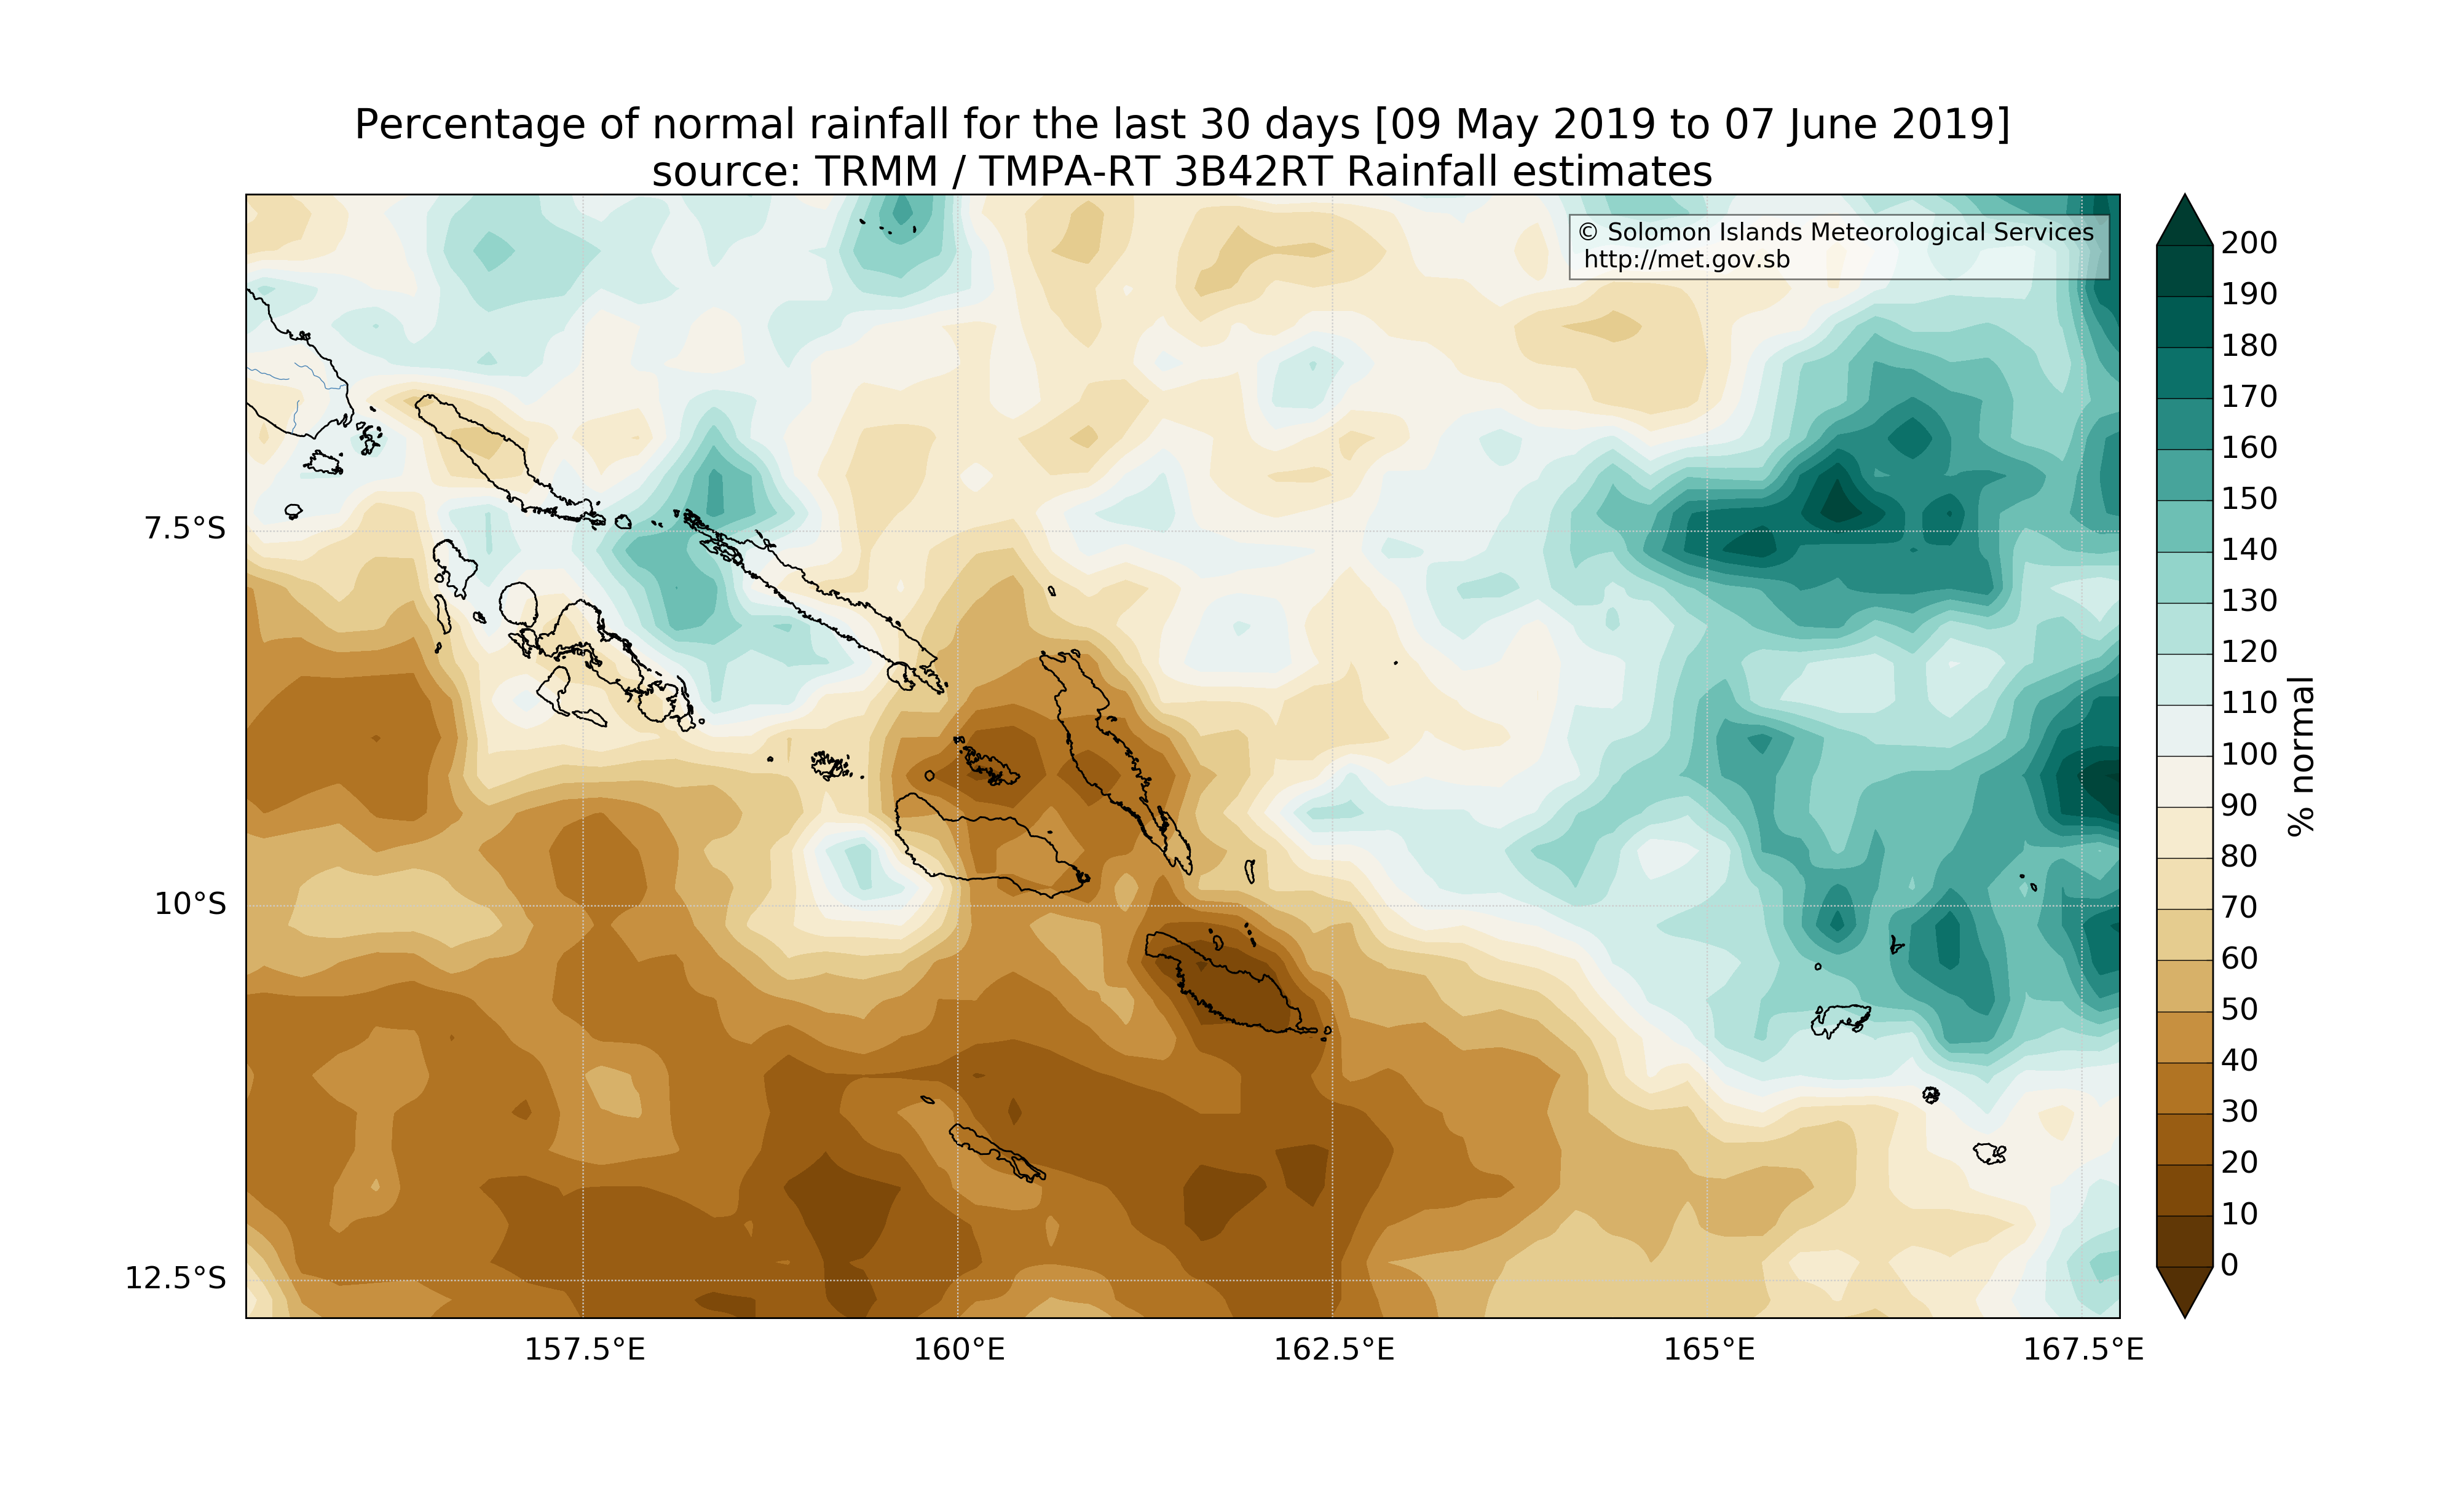 Percentage of normal rainfall for the last 30 days [09 May 2019 to 07 June 2019]
source: TRMM / TMPA-RT 3B42RT Rainfall estimates
© Solomon Islands Meteorological Services
http://met.gov.sb
7.5°S
10°S
12.5°S
157.5°E
160°E
162.5°E
165°E
167.5°E
200
190
180
170
160
150
140
130
120
110
100
90
80
70
60
50
40
30
20
10
0
% normal